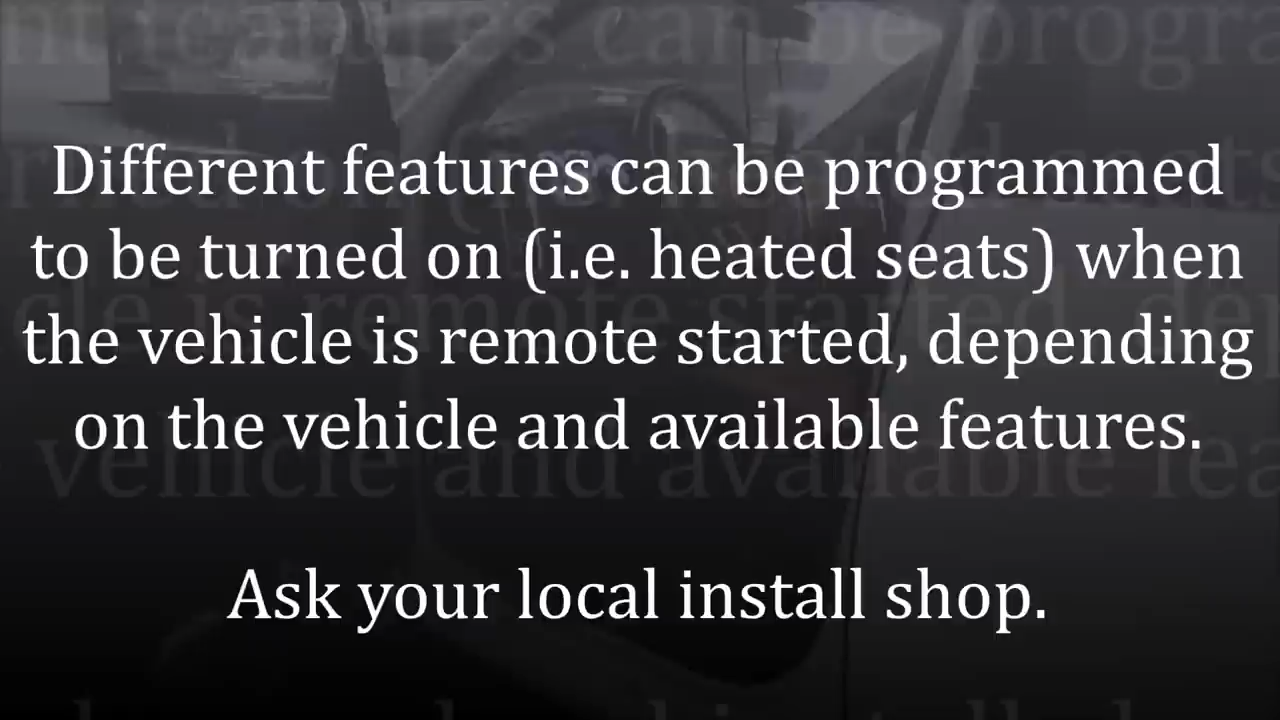 Different features can be programmed
to be turned on (i.e. heated seats) when
the vehicle is remote started, depending
on the vehicle and available features.
Ask your local install shop.